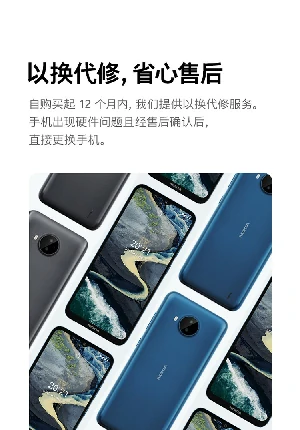 以换代修，省心售后
自购买起 12 个月内，我们提供以换代修服务。
手机出现硬件问题且经售后确认后，
直接更换手机。
20:21
NOKIA
NOKIA